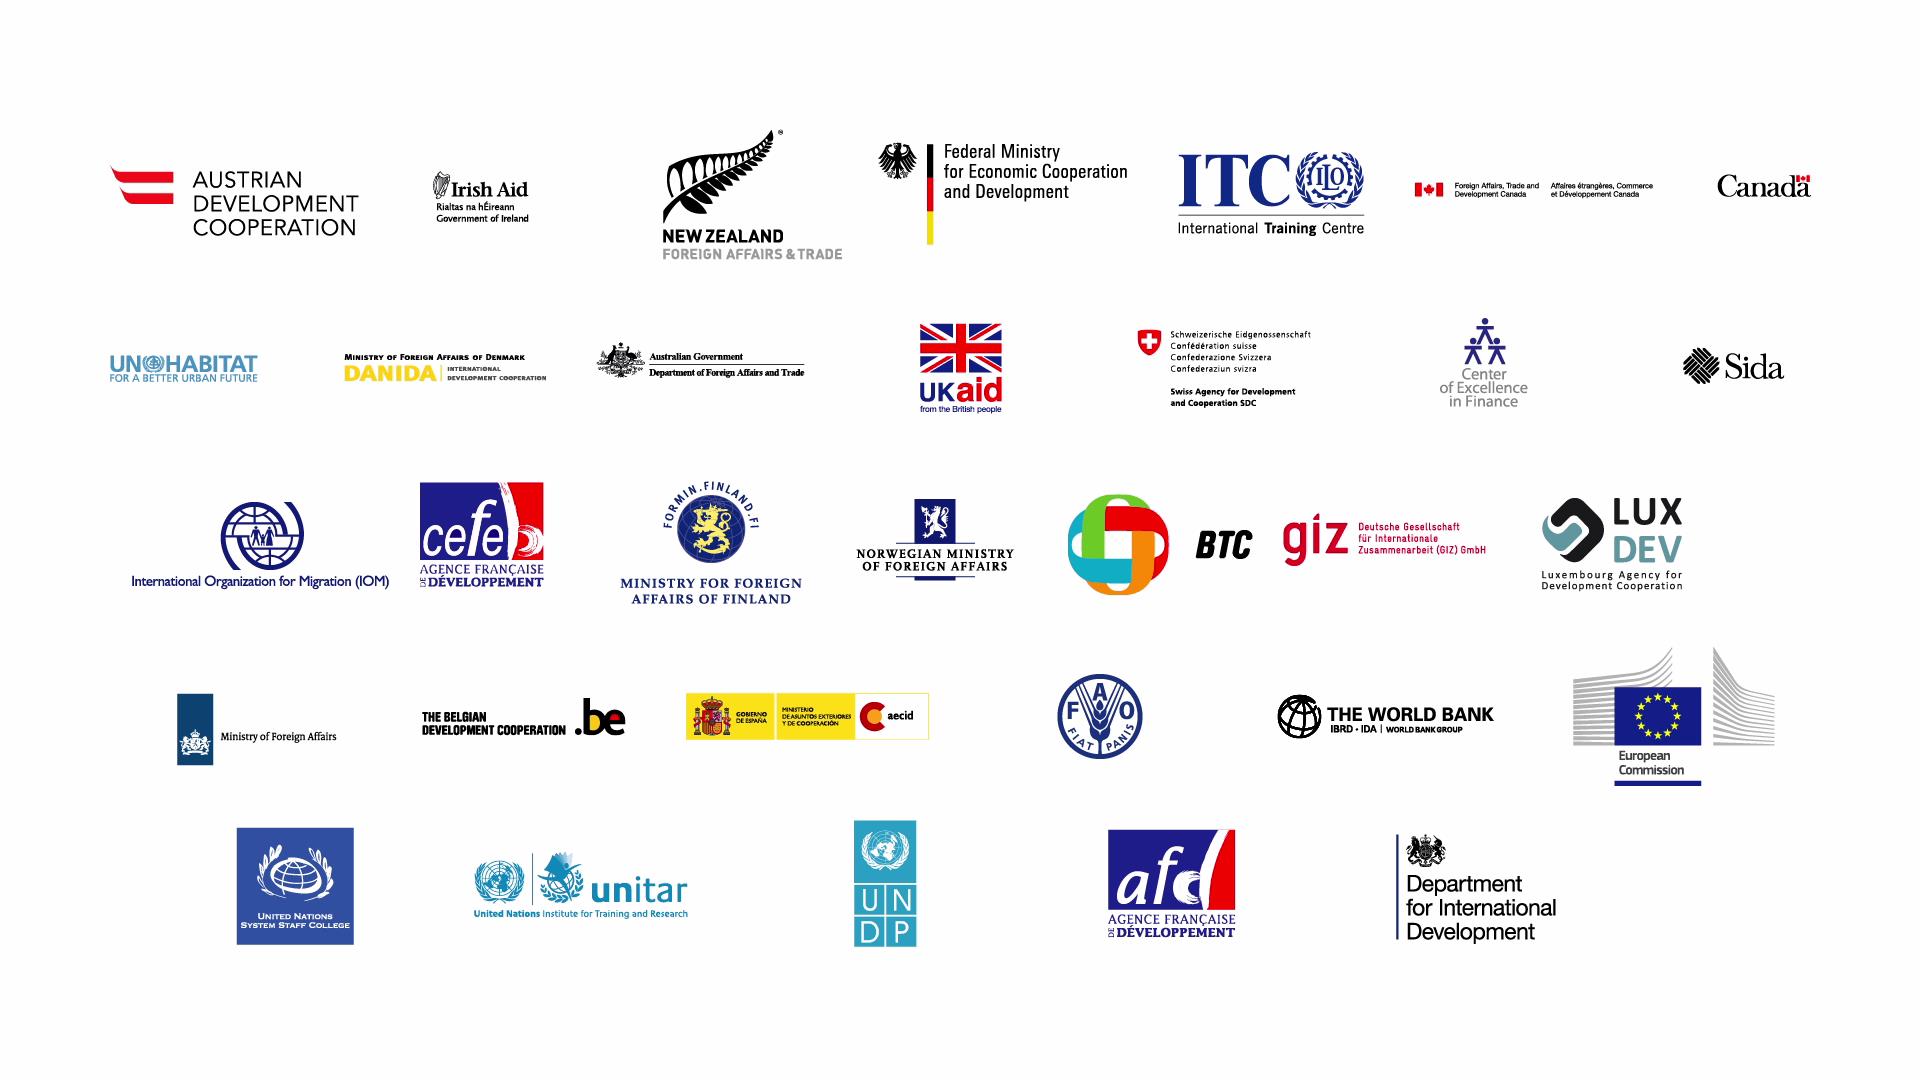 AUSTRIAN
DEVELOPMENT
COOPERATION
Irish Aid
Rialtas na hÉireann
Government of Ireland
®
NEW ZEALAND
FOREIGN AFFAIRS & TRADE
Federal Ministry
for Economic Cooperation
and Development
ITC ILO
International Training Centre
Foreign Affairs, Trade and
Development Canada
Affaires étrangères, Commerce
et Développement Canada
Canada
UN HABITAT
FOR A BETTER URBAN FUTURE
MINISTRY OF FOREIGN AFFAIRS OF DENMARK
DANIDA
INTERNATIONAL
DEVELOPMENT COOPERATION
Australian Government
Department of Foreign Affairs and Trade
UKaid
from the British people
Schweizerische Eidgenossenschaft
Confédération suisse
Confederazione Svizzera
Confederaziun svizra
Swiss Agency for Development
and Cooperation SDC
Center
of Excellence
in Finance
Sida
International Organization for Migration (IOM)
cefeb
AGENCE FRANÇAISE
DE DÉVELOPPEMENT
FORMIN.FINLAND.FI
MINISTRY FOR FOREIGN
AFFAIRS OF FINLAND
NORWEGIAN MINISTRY
OF FOREIGN AFFAIRS
BTC
giz
Deutsche Gesellschaft
für Internationale
Zusammenarbeit (GIZ) GmbH
LUX
DEV
Luxembourg Agency for
Development Cooperation
Ministry of Foreign Affairs
THE BELGIAN
DEVELOPMENT COOPERATION
.be
GOBIERNO
DE ESPAÑA
MINISTERIO
DE ASUNTOS EXTERIORES
Y DE COOPERACIÓN
aecid
FAO
FIAT PANIS
THE WORLD BANK
IBRD • IDA | WORLD BANK GROUP
European
Commission
UNITED NATIONS
SYSTEM STAFF COLLEGE
unitar
United Nations Institute for Training and Research
UN
DP
afd
AGENCE FRANÇAISE
DE DÉVELOPPEMENT
Department
for International
Development